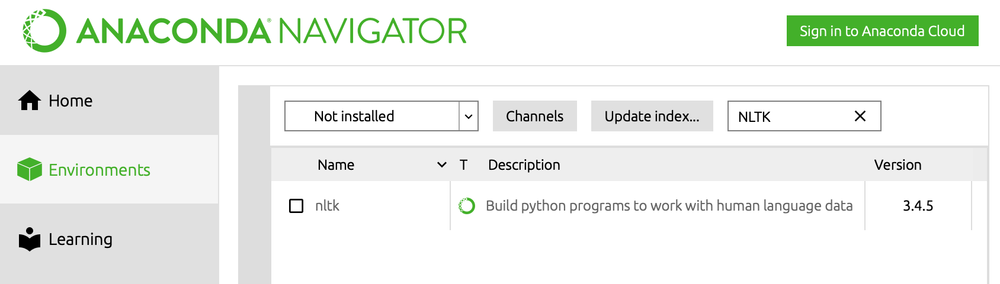 ANACONDA® NAVIGATOR
Sign in to Anaconda Cloud
Home
Environments
Learning
Not installed
Channels
Update index...
NLTK
Name T Description Version
nltk Build python programs to work with human language data 3.4.5